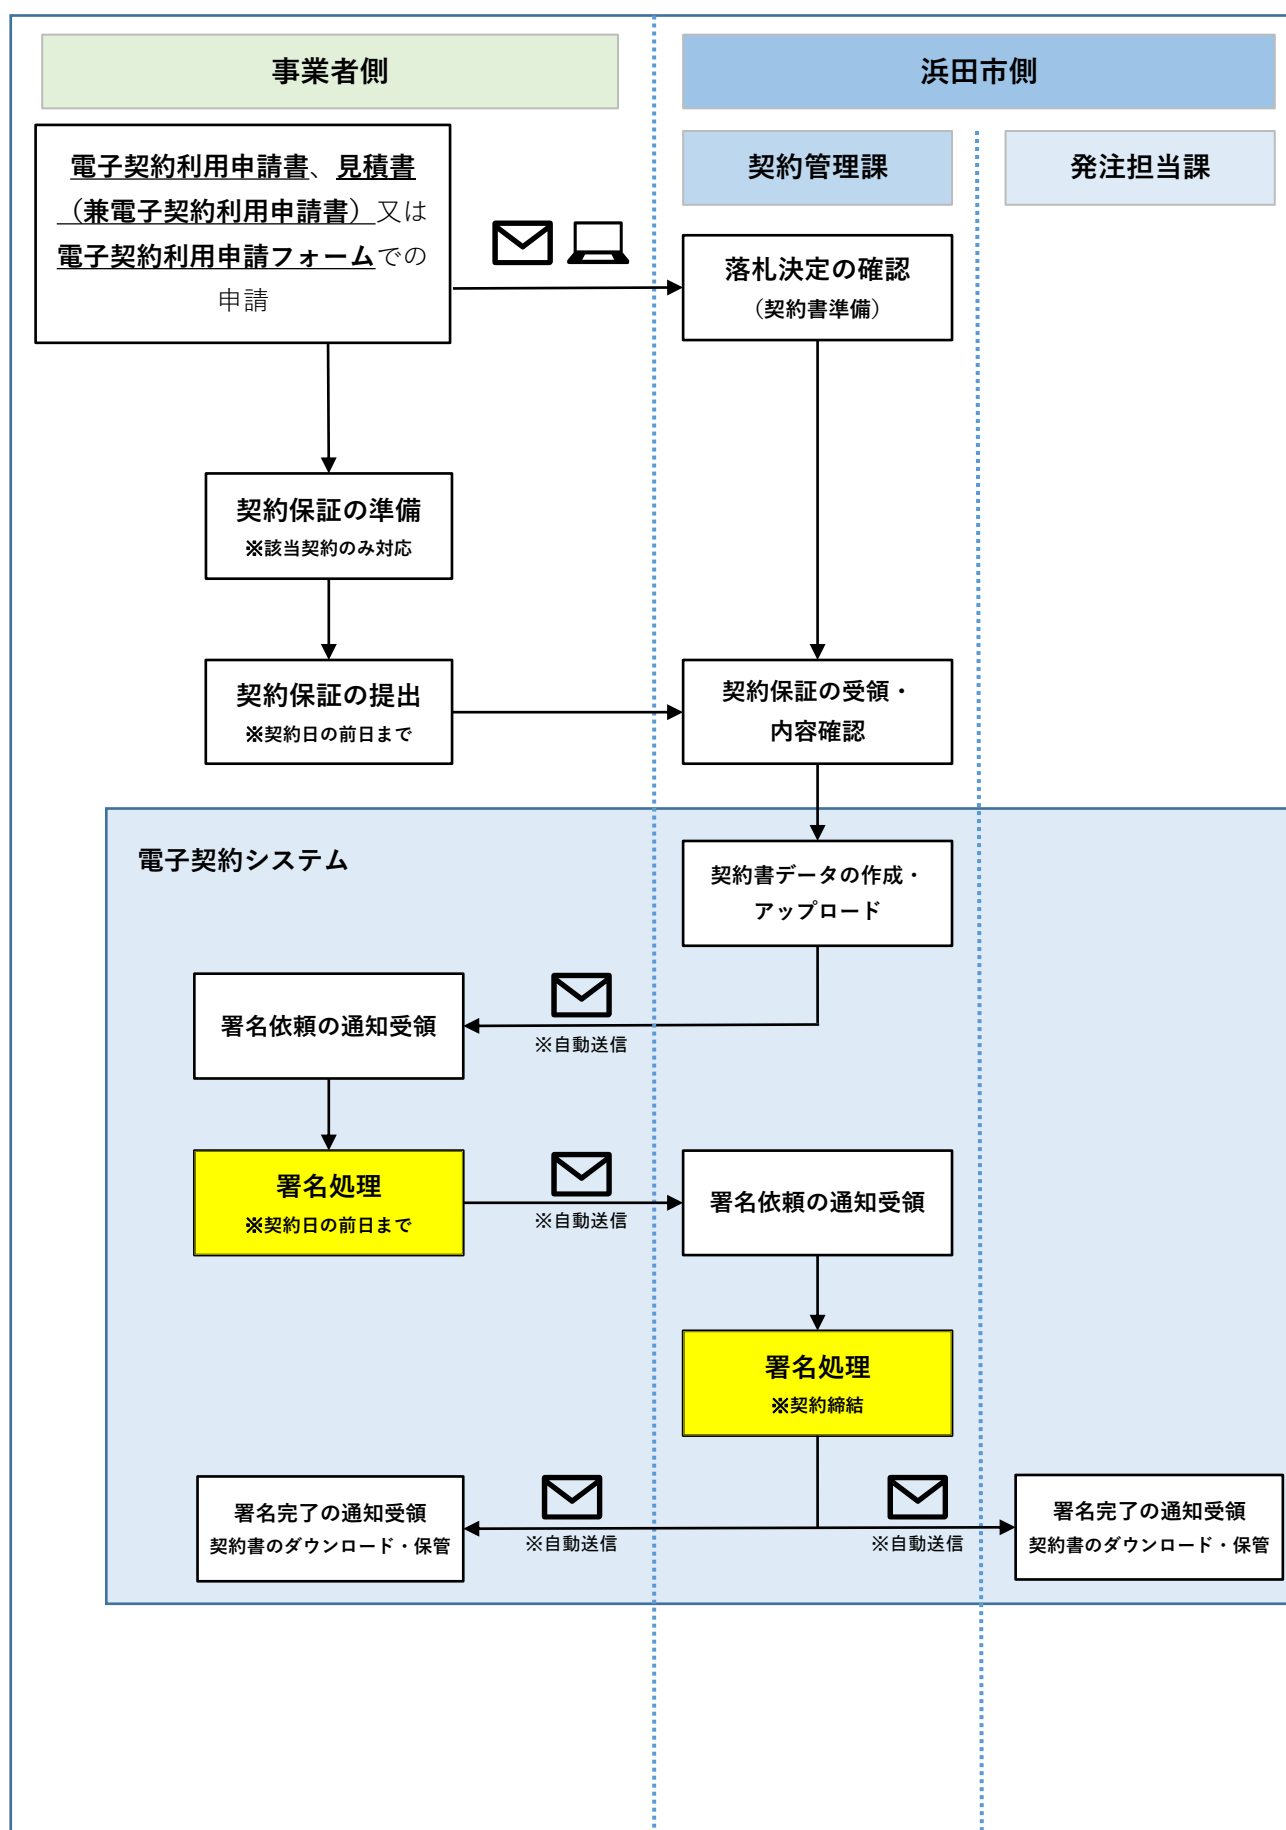 事業者側
浜田市側
契約管理課
発注担当課
電子契約利用申請書、見積書
（兼電子契約利用申請書）又は
電子契約利用申請フォームでの
申請
落札決定の確認
（契約書準備）
契約保証の準備
※該当契約のみ対応
契約保証の提出
※契約日の前日まで
契約保証の受領・
内容確認
電子契約システム
契約書データの作成・
アップロード
署名依頼の通知受領
※自動送信
署名処理
※契約日の前日まで
※自動送信
署名依頼の通知受領
署名処理
※契約締結
署名完了の通知受領
契約書のダウンロード・保管
※自動送信
※自動送信
署名完了の通知受領
契約書のダウンロード・保管